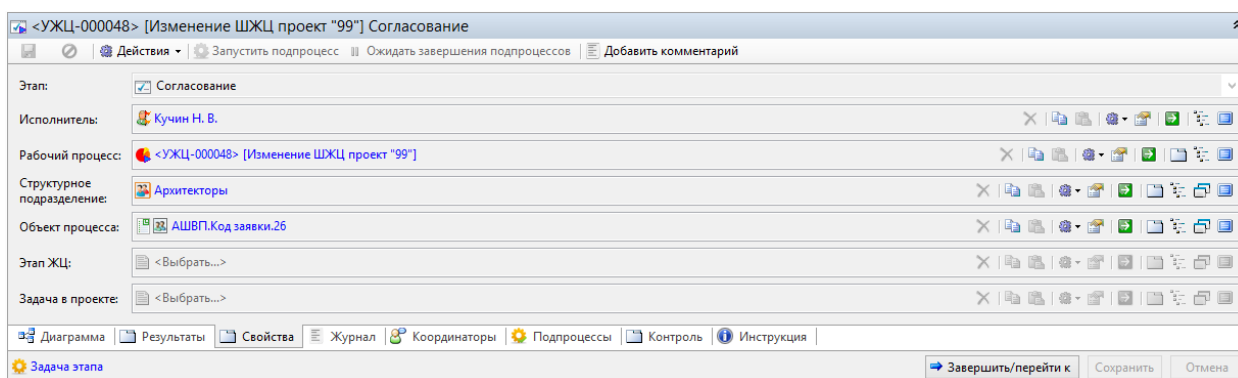 <УЖЦ-000048> [Изменение ШЖЦ проект "99"] Согласование
Действия Запустить подпроцесс Ожидать завершения подпроцессов Добавить комментарий
Этап: Согласование
Исполнитель: Кучин Н. В.
Рабочий процесс: <УЖЦ-000048> [Изменение ШЖЦ проект "99"]
Структурное
подразделение: Архитекторы
Объект процесса: АШВП.Код заявки.26
Этап ЖЦ: <Выбрать...>
Задача в проекте: <Выбрать...>
Диаграмма Результаты Свойства Журнал Координаторы Подпроцессы Контроль Инструкция
Задача этапа Завершить/перейти к Сохранить Отмена